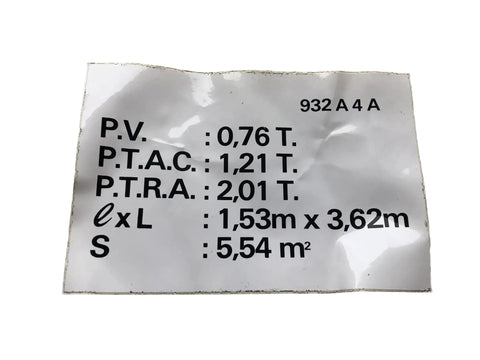 932 A 4 A
P.V. : 0,76 T.
P.T.A.C. : 1,21 T.
P.T.R.A. : 2,01 T.
ℓ x L : 1,53m x 3,62m
S : 5,54 m²